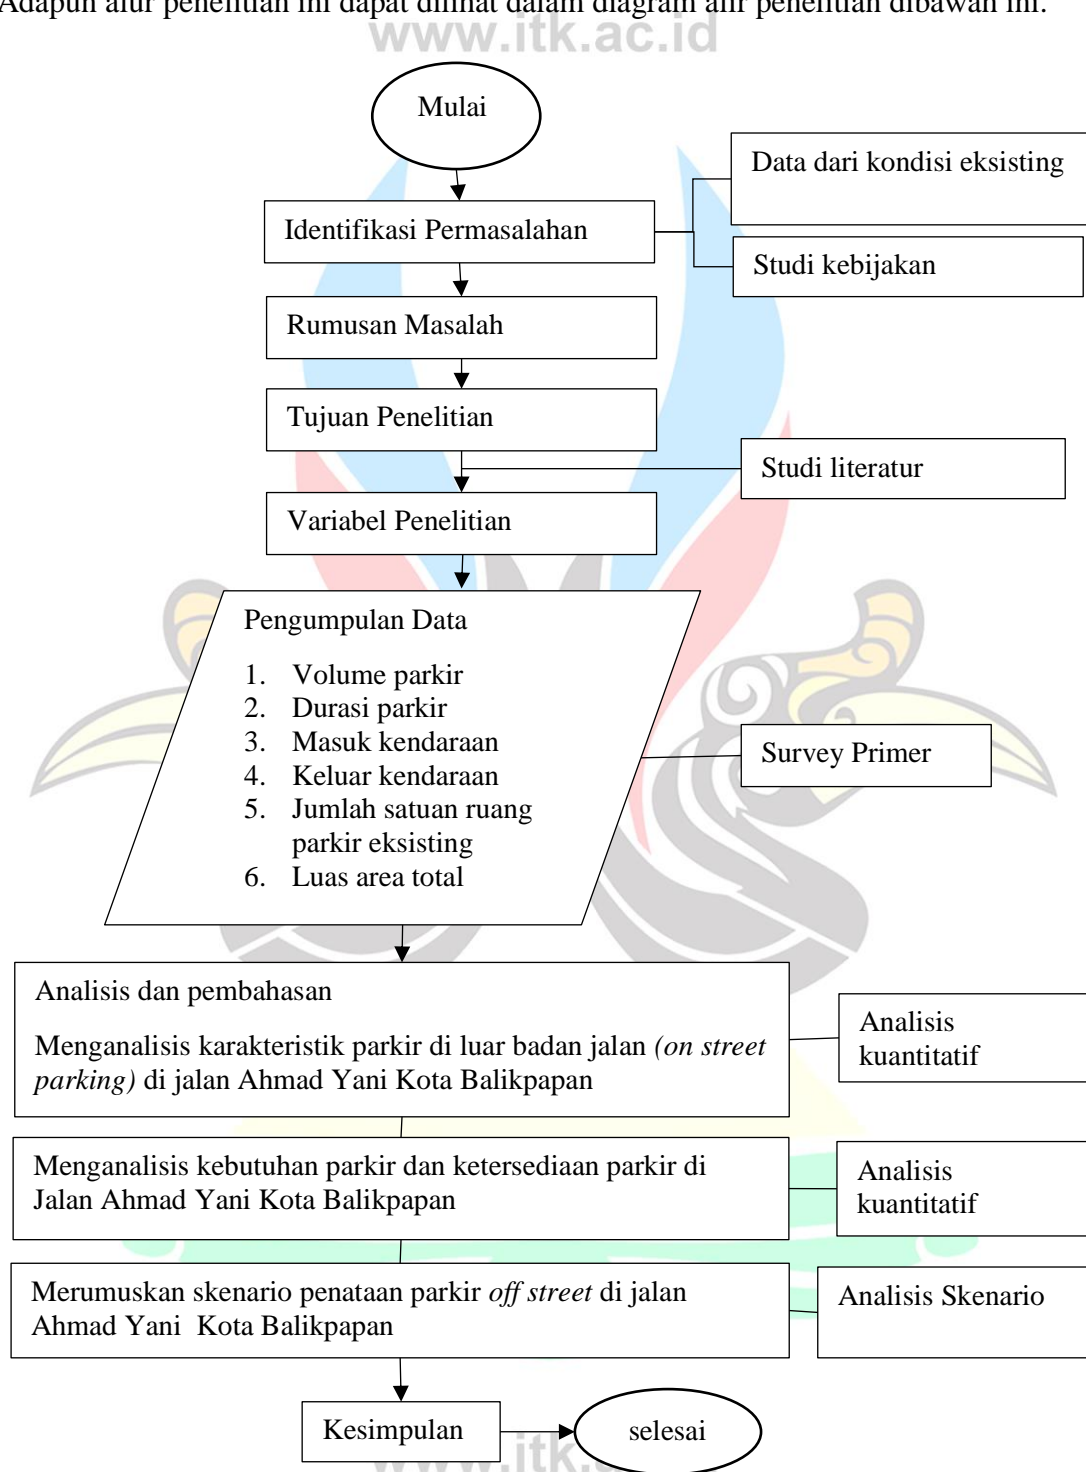 Adapun alur penelitian ini dapat dilihat dalam diagram alir penelitian dibawah ini.
www.itk.ac.id
Mulai
Data dari kondisi eksisting
Identifikasi Permasalahan
Studi kebijakan
Rumusan Masalah
Tujuan Penelitian
Studi literatur
Variabel Penelitian
Pengumpulan Data
1. Volume parkir
2. Durasi parkir
3. Masuk kendaraan
4. Keluar kendaraan
5. Jumlah satuan ruang
parkir eksisting
6. Luas area total
Survey Primer
Analisis dan pembahasan
Menganalisis karakteristik parkir di luar badan jalan (on street
parking) di jalan Ahmad Yani Kota Balikpapan
Analisis
kuantitatif
Menganalisis kebutuhan parkir dan ketersediaan parkir di
Jalan Ahmad Yani Kota Balikpapan
Analisis
kuantitatif
Merumuskan skenario penataan parkir off street di jalan
Ahmad Yani Kota Balikpapan
Analisis Skenario
Kesimpulan
selesai